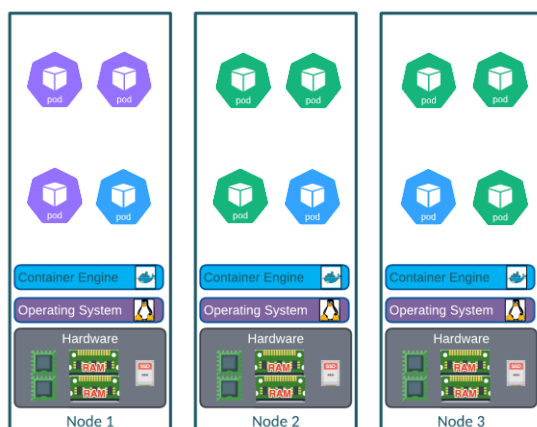 pod pod pod pod pod pod
pod pod pod pod pod pod
Container Engine Container Engine Container Engine
Operating System Operating System Operating System
Hardware Hardware Hardware
RAM RAM RAM
SSD SSD SSD
RAM RAM RAM
Node 1 Node 2 Node 3